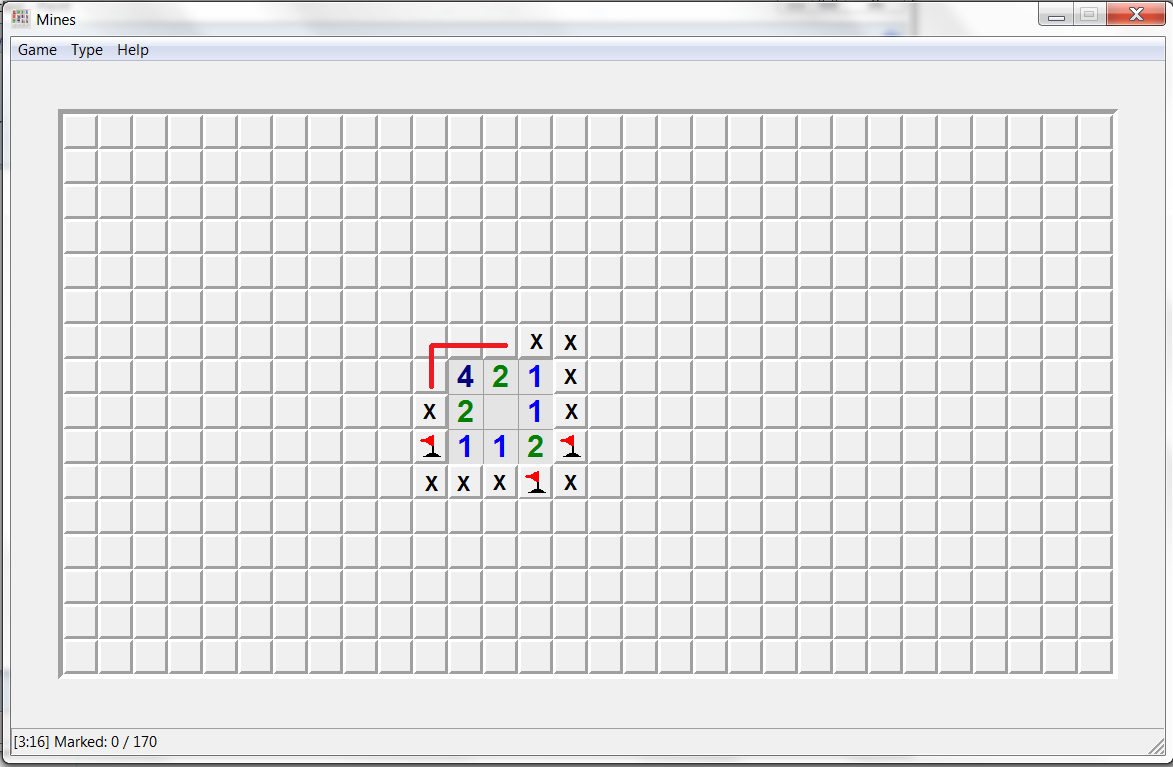 Mines
Game Type Help
X X
4 2 1 X
X 2 1 X
1 1 2
X X X X
[3:16] Marked: 0 / 170